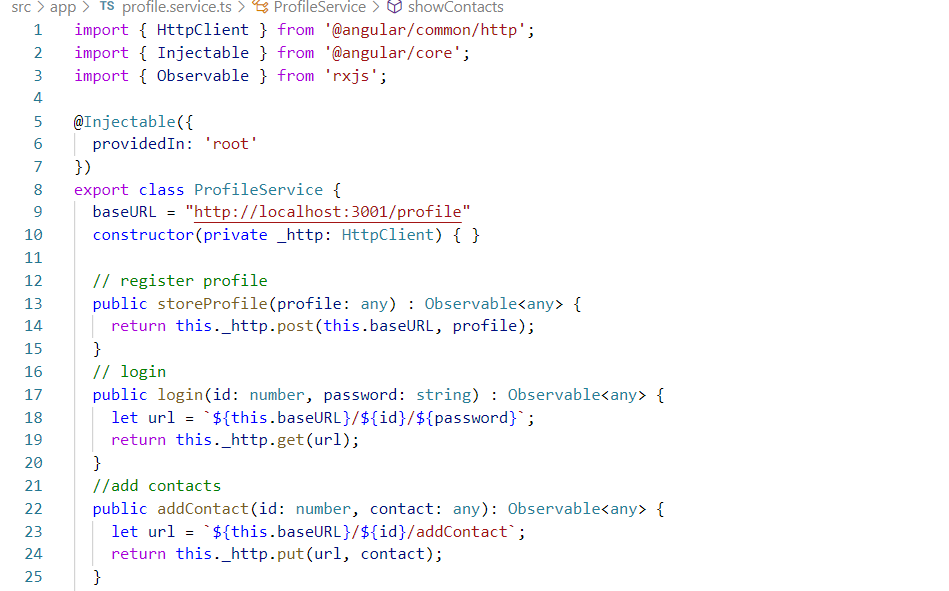 src > app > TS profile.service.ts > ProfileService > showContacts
1 import { HttpClient } from '@angular/common/http';
2 import { Injectable } from '@angular/core';
3 import { Observable } from 'rxjs';
4
5 @Injectable({
6   providedIn: 'root'
7 })
8 export class ProfileService {
9   baseURL = "http://localhost:3001/profile"
10   constructor(private _http: HttpClient) { }
11
12   // register profile
13   public storeProfile(profile: any) : Observable<any> {
14     return this._http.post(this.baseURL, profile);
15   }
16   // login
17   public login(id: number, password: string) : Observable<any> {
18     let url = `${this.baseURL}/${id}/${password}`;
19     return this._http.get(url);
20   }
21   //add contacts
22   public addContact(id: number, contact: any): Observable<any> {
23     let url = `${this.baseURL}/${id}/addContact`;
24     return this._http.put(url, contact);
25   }